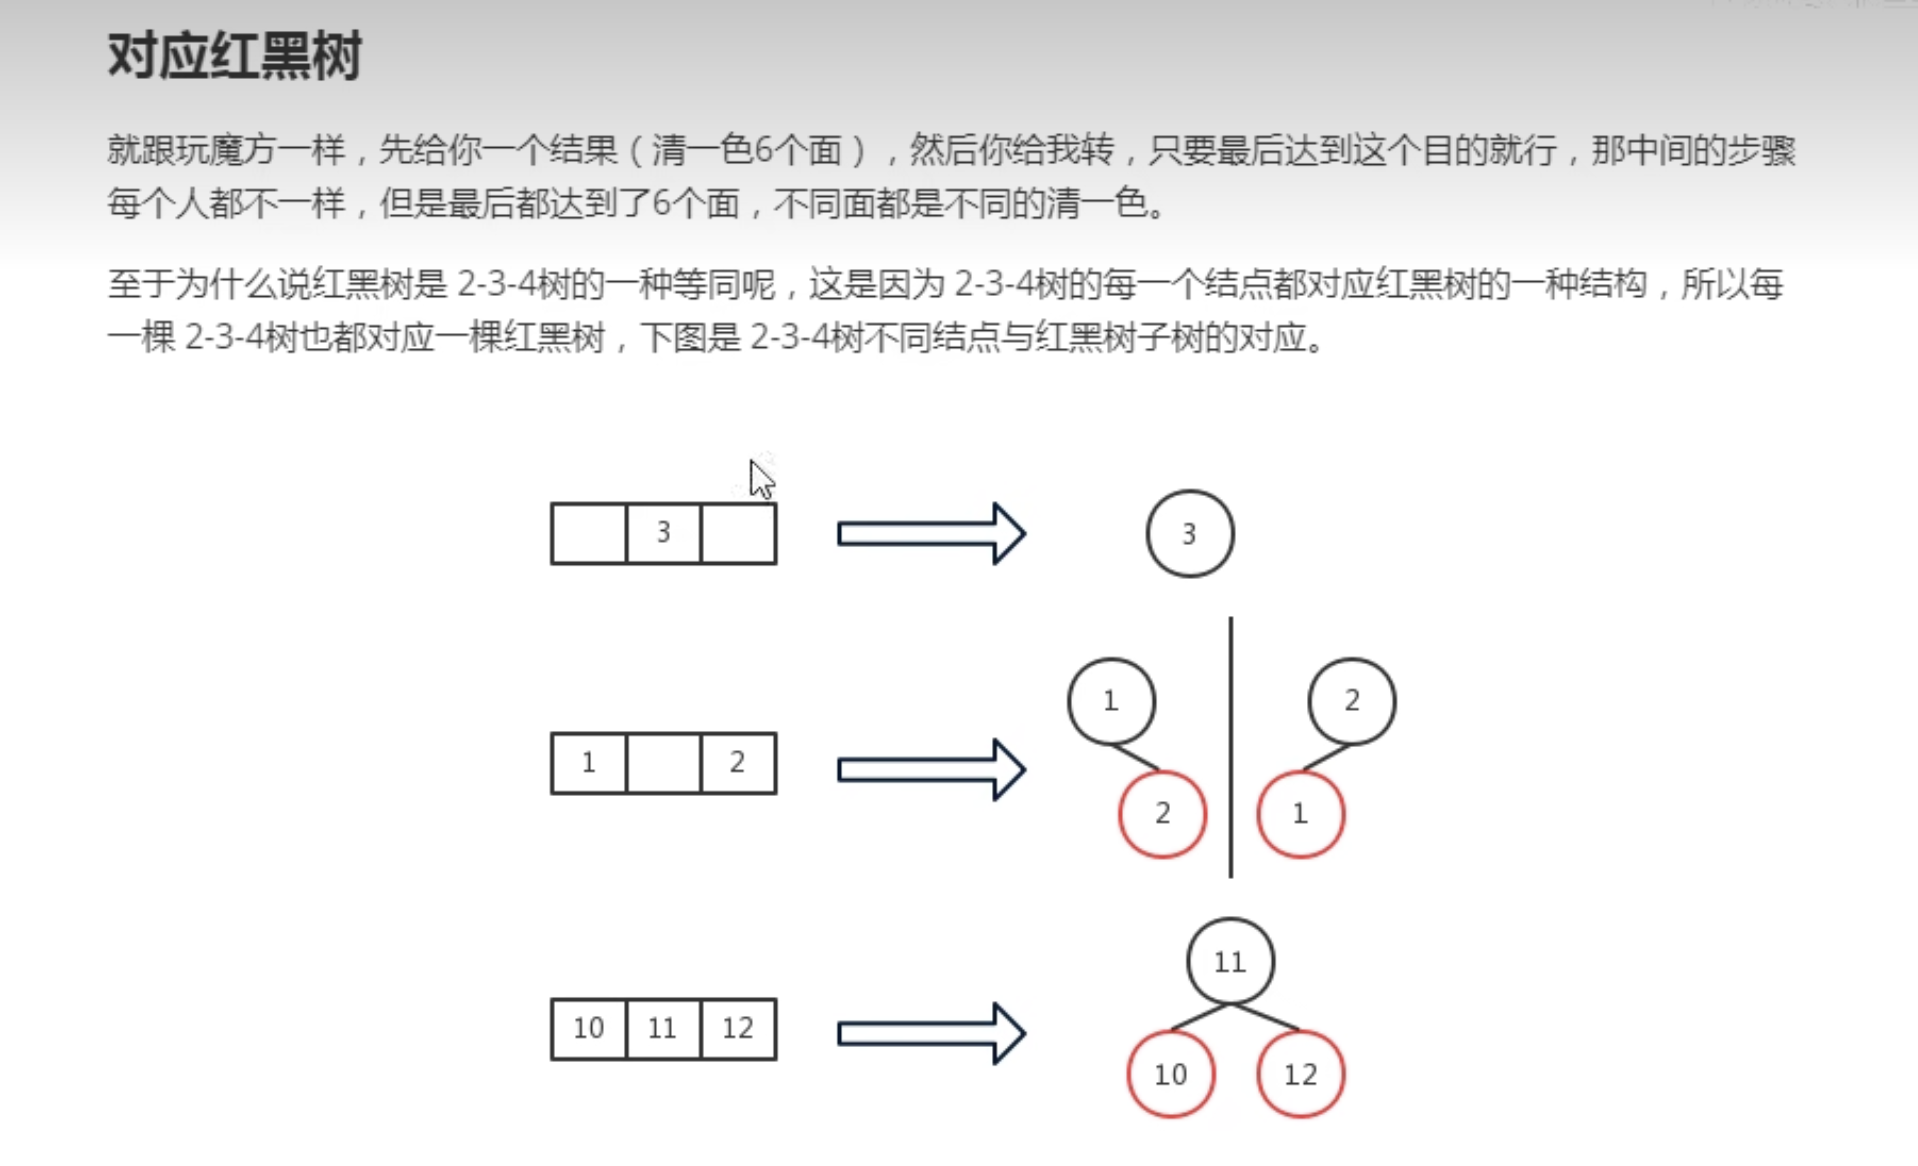 对应红黑树
就跟玩魔方一样，先给你一个结果（清一色6个面），然后你给我转，只要最后达到这个目的就行，那中间的步骤
每个人都不一样，但是最后都达到了6个面，不同面都是不同的清一色。
至于为什么说红黑树是 2-3-4树的一种等同呢，这是因为 2-3-4树的每一个结点都对应红黑树的一种结构，所以每
一棵 2-3-4树也都对应一棵红黑树，下图是 2-3-4树不同结点与红黑树子树的对应。
3 3
1 2
1 2
2 1
11
10 11 12
10 12